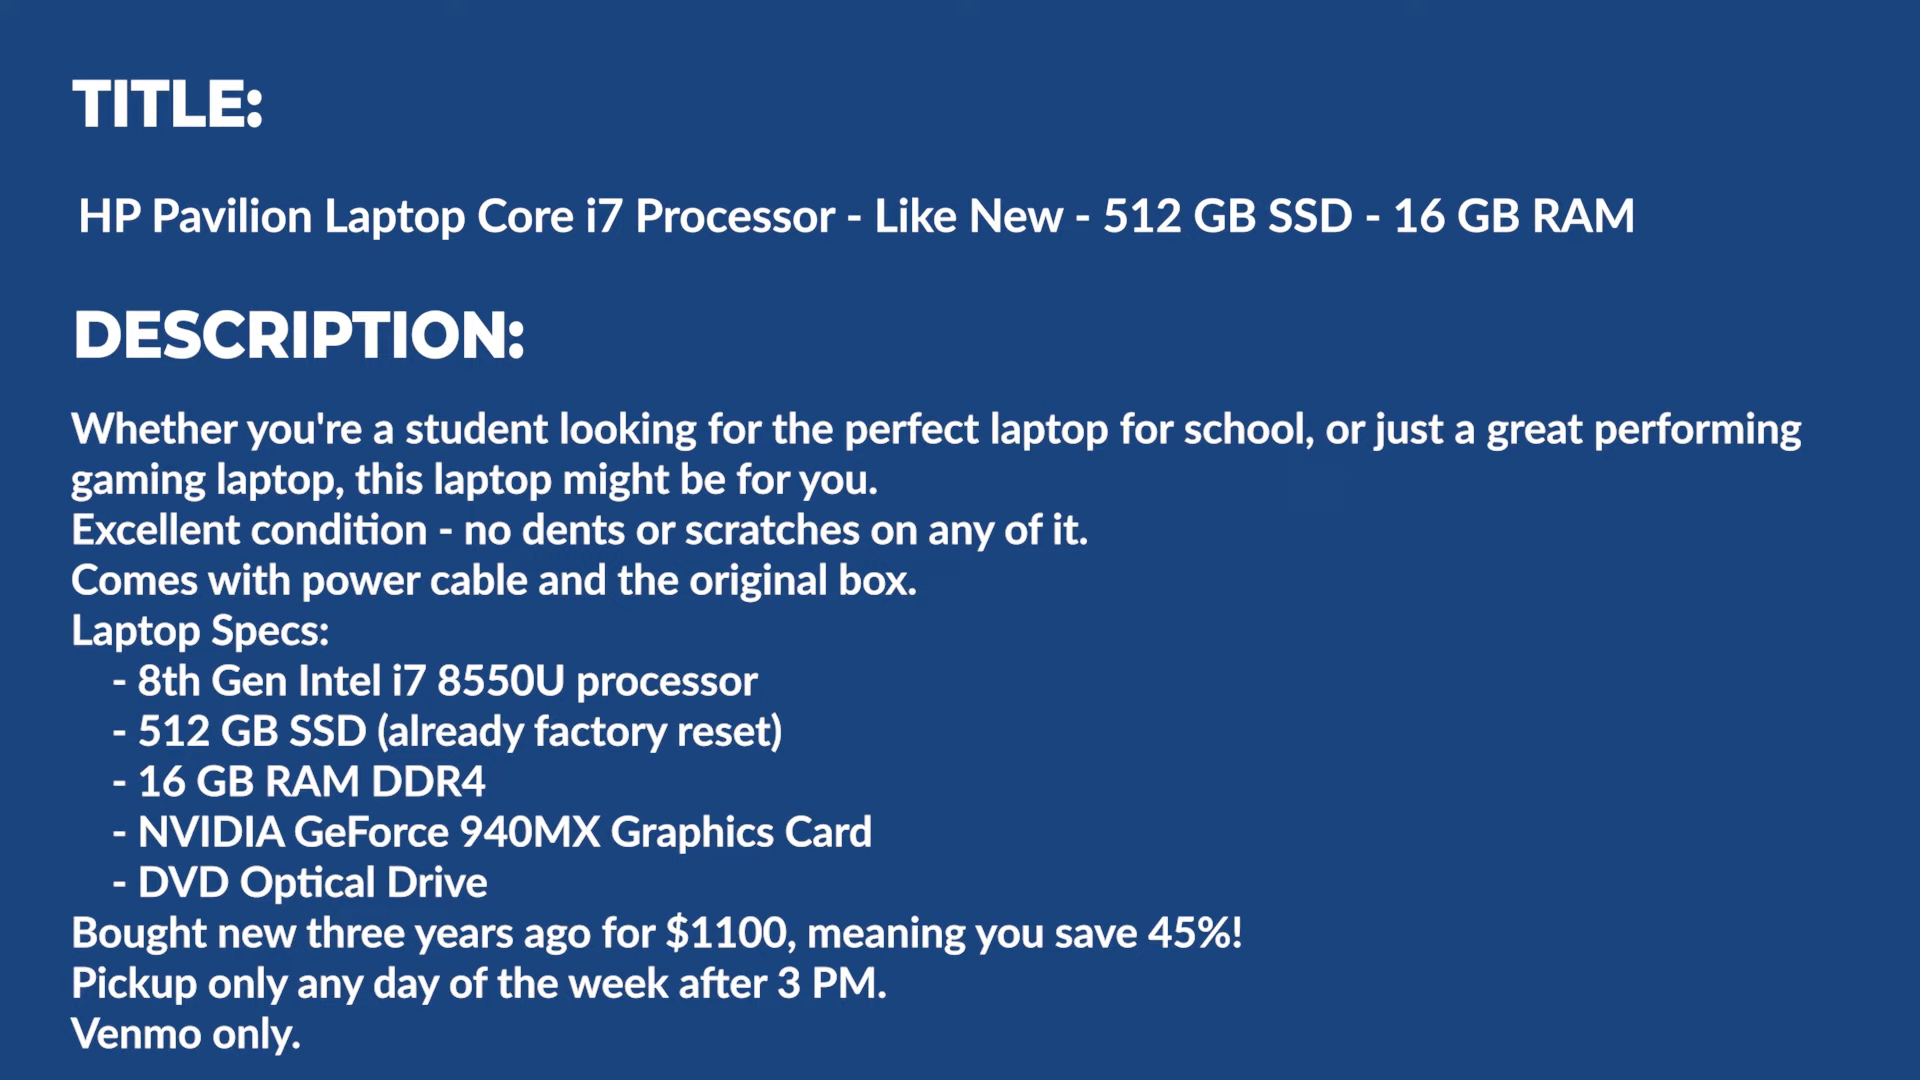 TITLE:
HP Pavilion Laptop Core i7 Processor - Like New - 512 GB SSD - 16 GB RAM
DESCRIPTION:
Whether you're a student looking for the perfect laptop for school, or just a great performing
gaming laptop, this laptop might be for you.
Excellent condition - no dents or scratches on any of it.
Comes with power cable and the original box.
Laptop Specs:
- 8th Gen Intel i7 8550U processor
- 512 GB SSD (already factory reset)
- 16 GB RAM DDR4
- NVIDIA GeForce 940MX Graphics Card
- DVD Optical Drive
Bought new three years ago for $1100, meaning you save 45%!
Pickup only any day of the week after 3 PM.
Venmo only.